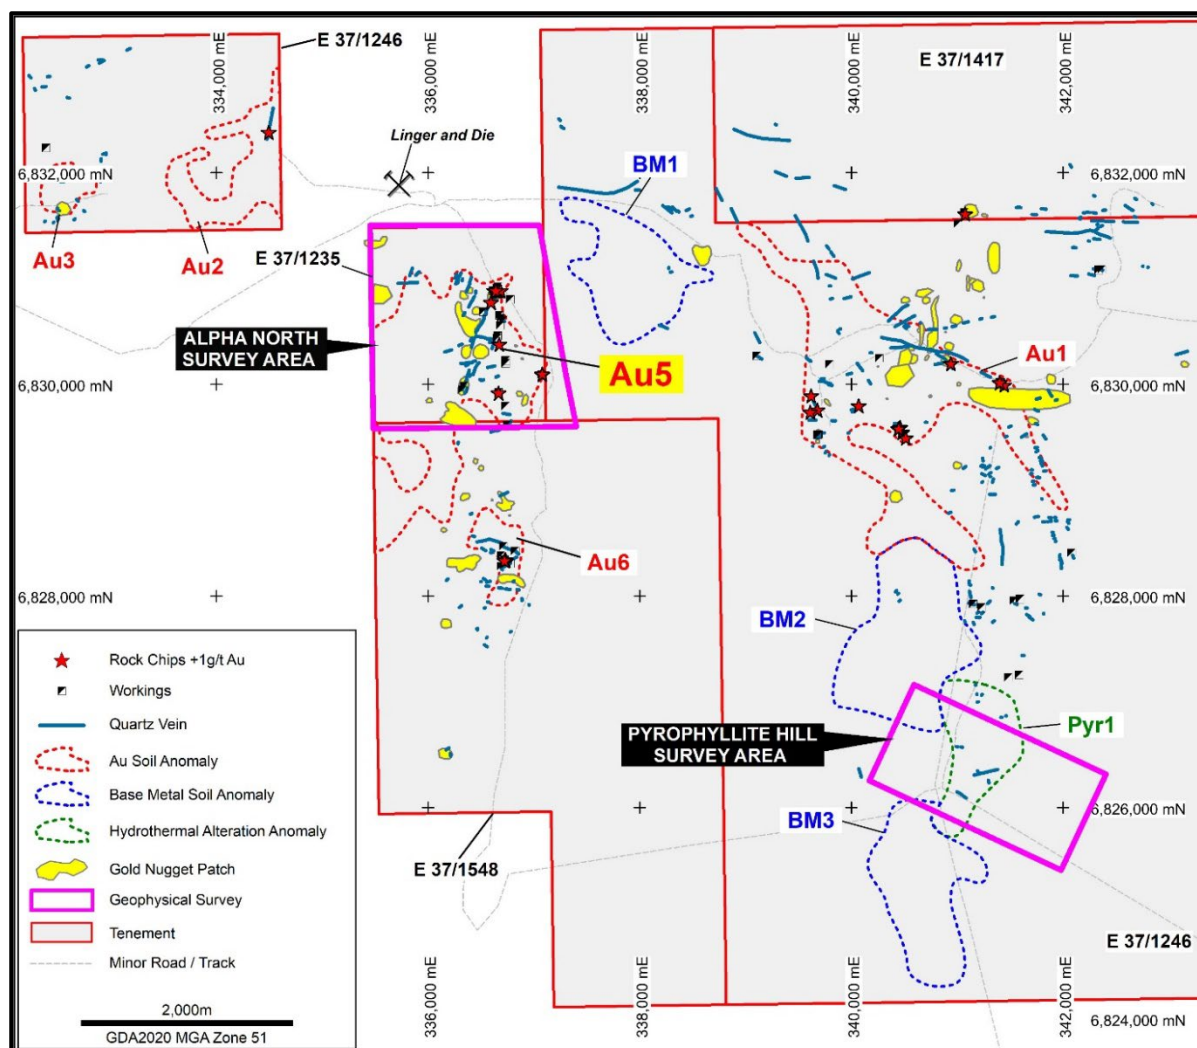 E 37/1246
334,000 mE
336,000 mE
338,000 mE
340,000 mE
E 37/1417
342,000 mE
Linger and Die
6,832,000 mN
BM1
6,832,000 mN
Au3
Au2
E 37/1235
ALPHA NORTH
SURVEY AREA
Au5
Au1
6,830,000 mN
6,830,000 mN
Au6
6,828,000 mN
BM2
6,828,000 mN
Rock Chips +1g/t Au
Workings
Quartz Vein
Au Soil Anomaly
Base Metal Soil Anomaly
Hydrothermal Alteration Anomaly
Gold Nugget Patch
Geophysical Survey
Tenement
Minor Road / Track
2,000m
GDA2020 MGA Zone 51
PYROPHYLLITE HILL
SURVEY AREA
Pyr1
6,826,000 mN
BM3
E 37/1548
E 37/1246
336,000 mE
338,000 mE
340,000 mE
342,000 mE
6,824,000 mN